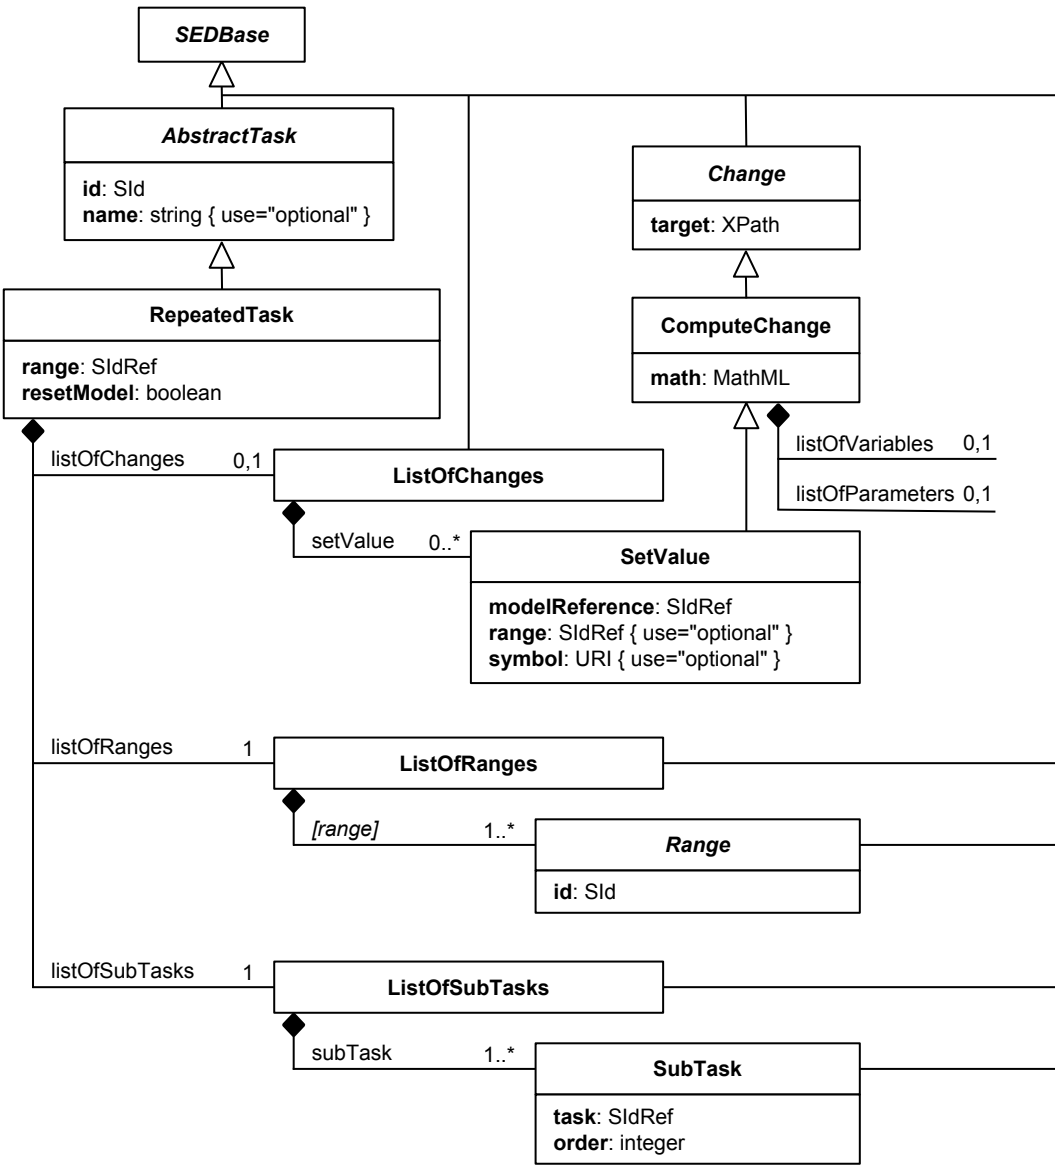 SEDBase
AbstractTask
id: SId
name: string { use="optional" }
Change
target: XPath
RepeatedTask
range: SIdRef
resetModel: boolean
ComputeChange
math: MathML
listOfVariables 0,1
listOfParameters 0,1
listOfChanges 0,1
ListOfChanges
setValue 0..*
SetValue
modelReference: SIdRef
range: SIdRef { use="optional" }
symbol: URI { use="optional" }
listOfRanges 1
ListOfRanges
[range] 1..*
Range
id: SId
listOfSubTasks 1
ListOfSubTasks
subTask 1..*
SubTask
task: SIdRef
order: integer